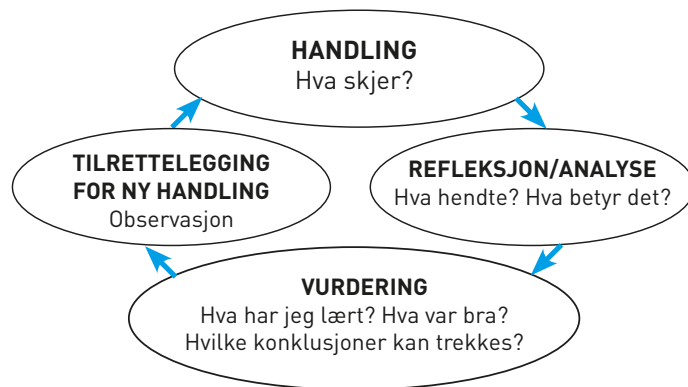 HANDLING
Hva skjer?
REFLEKSJON/ANALYSE
Hva hendte? Hva betyr det?
VURDERING
Hva har jeg lært? Hva var bra?
Hvilke konklusjoner kan trekkes?
TILRETTELEGGING
FOR NY HANDLING
Observasjon